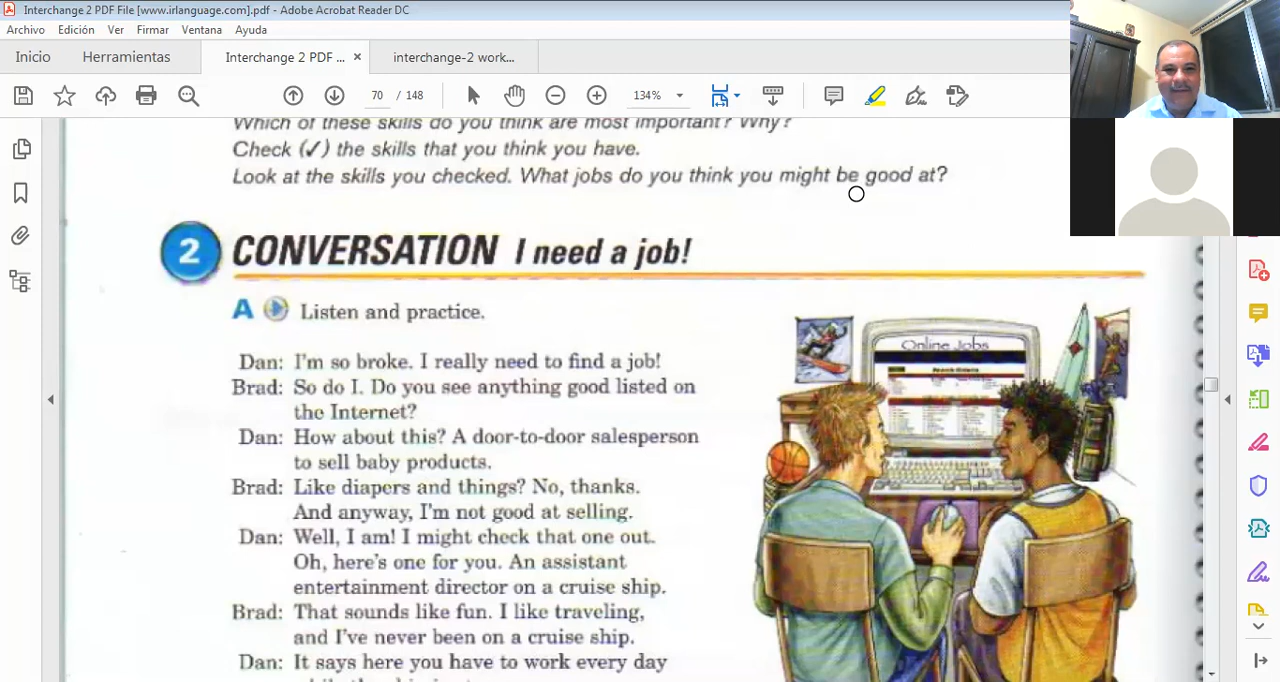 Interchange 2 PDF File [www.irlanguage.com].pdf - Adobe Acrobat Reader DC
Archivo Edición Ver Firmar Ventana Ayuda
Inicio Herramientas Interchange 2 PDF ... × interchange-2 work...
70 / 148 134%
Which of these skills do you think are most important? Why?
Check (✓) the skills that you think you have.
Look at the skills you checked. What jobs do you think you might be good at?
2 CONVERSATION I need a job!
A Listen and practice.
Dan: I'm so broke. I really need to find a job!
Brad: So do I. Do you see anything good listed on
the Internet?
Dan: How about this? A door-to-door salesperson
to sell baby products.
Brad: Like diapers and things? No, thanks.
And anyway, I'm not good at selling.
Dan: Well, I am! I might check that one out.
Oh, here's one for you. An assistant
entertainment director on a cruise ship.
Brad: That sounds like fun. I like traveling,
and I've never been on a cruise ship.
Dan: It says here you have to work every day
Online Jobs